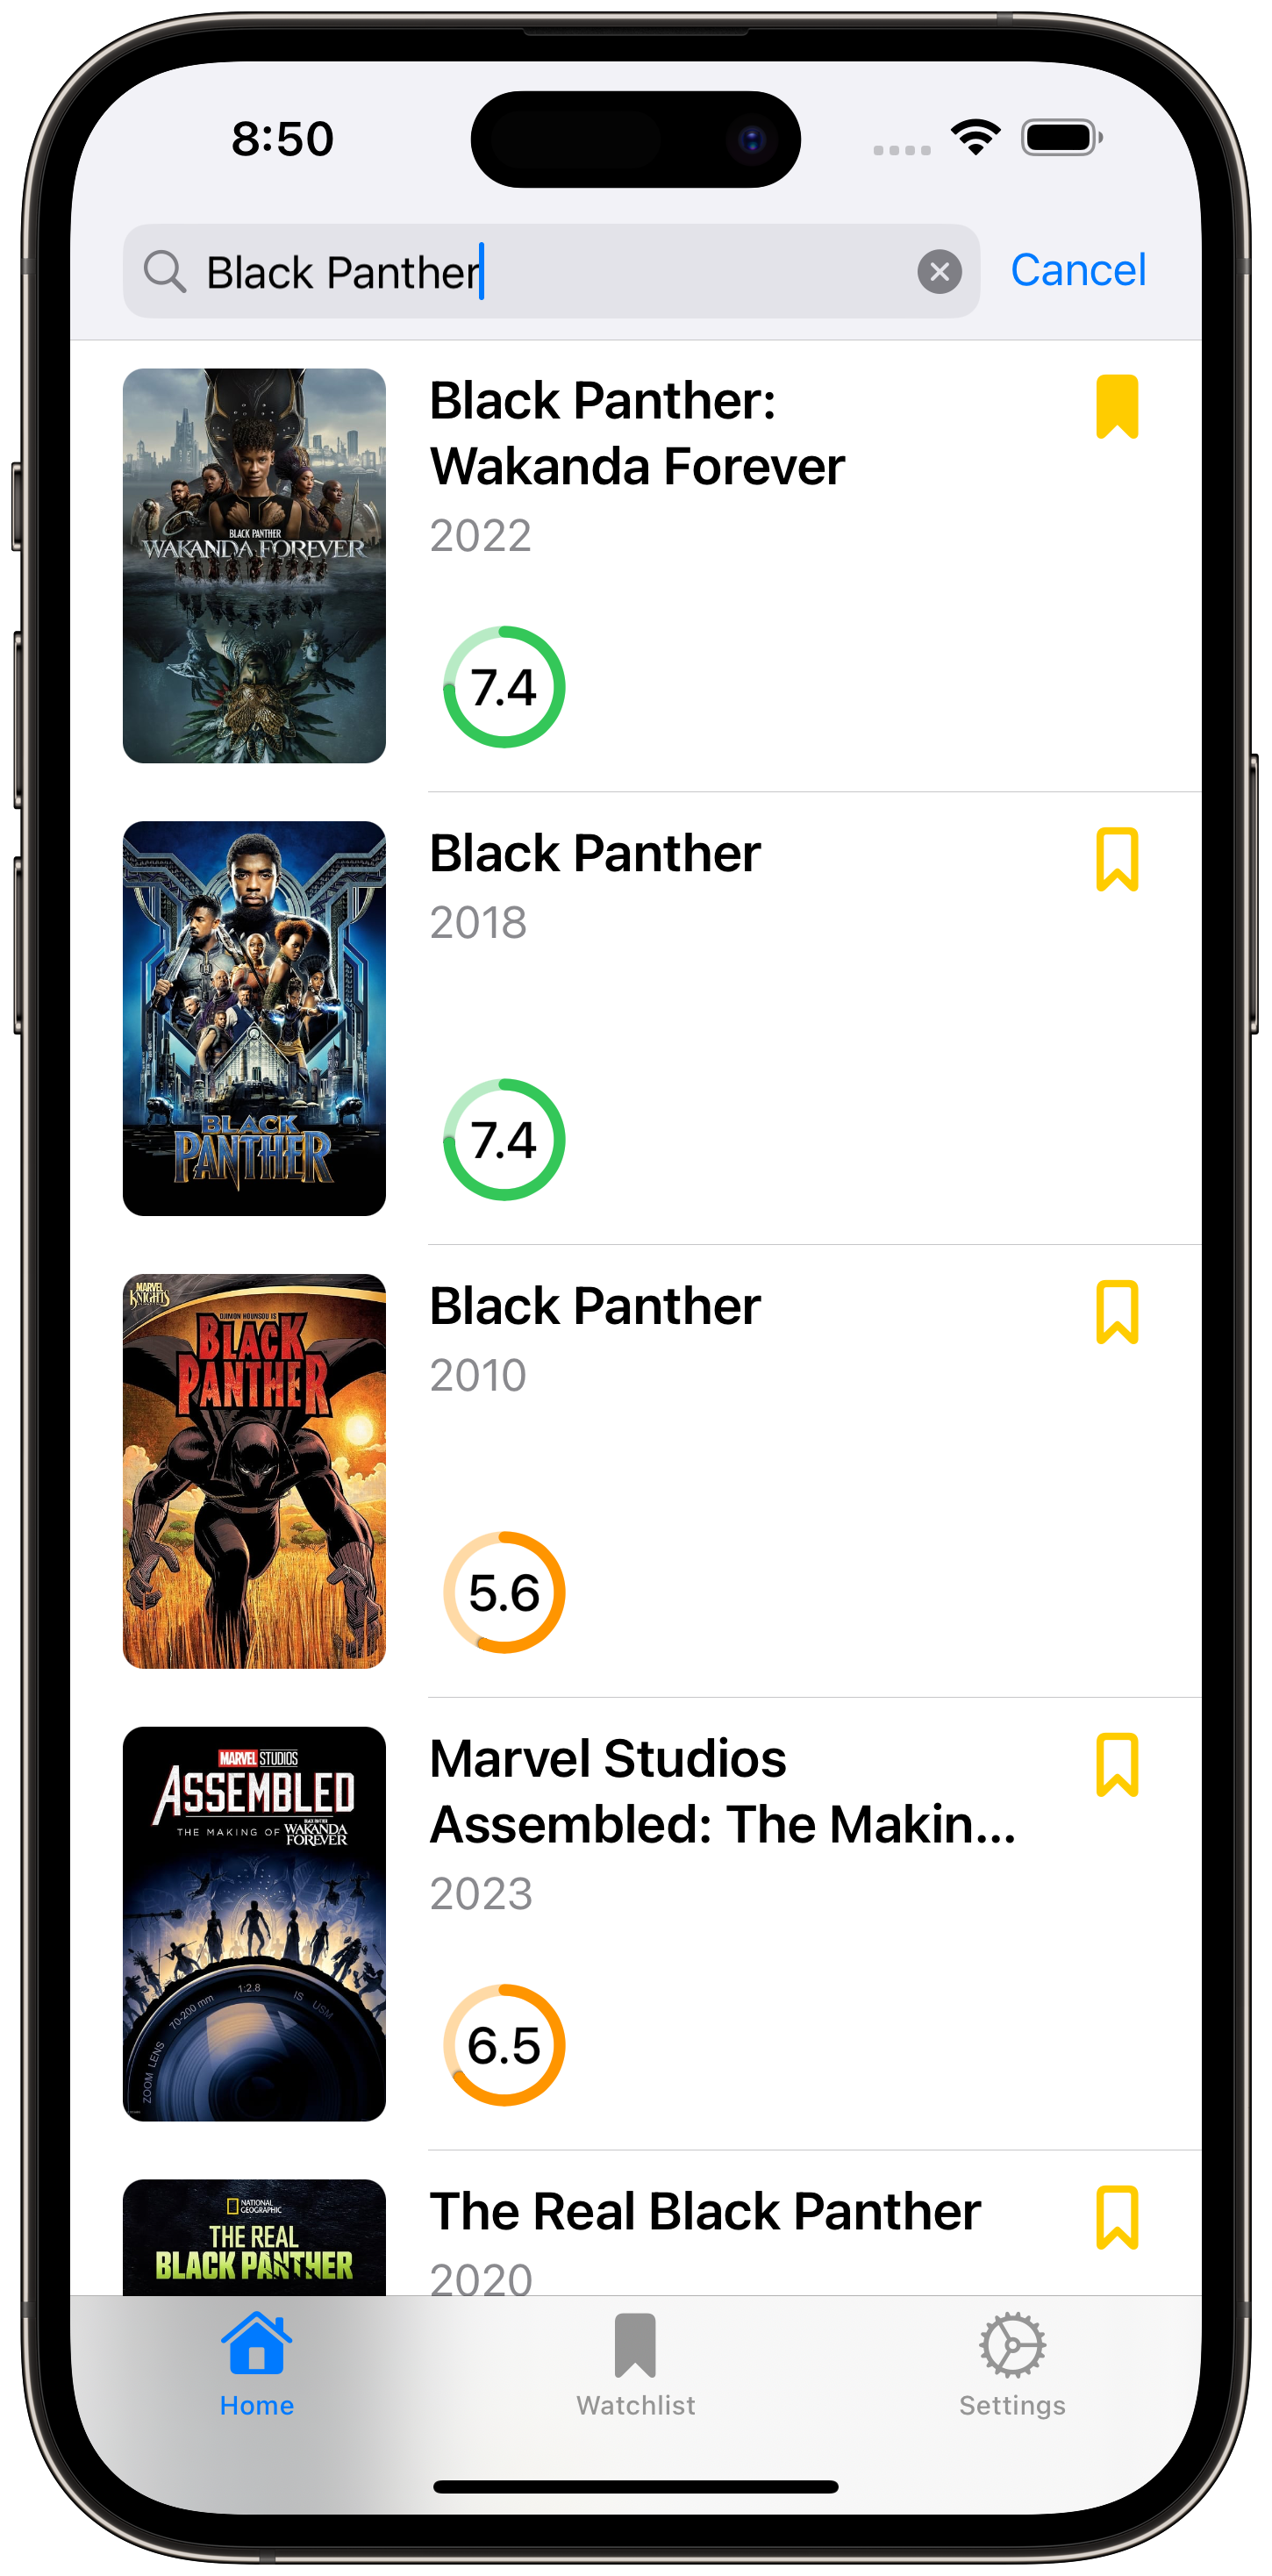 8:50
Black Panther
Cancel
BLACK PANTHER
WAKANDA FOREVER
Black Panther:
Wakanda Forever
2022
7.4
BLACK
PANTHER
Black Panther
2018
7.4
MARVEL
KNIGHTS
DJIMON HOUNSOU IS
BLACK
PANTHER
Black Panther
2010
5.6
MARVEL STUDIOS
ASSEMBLED
THE MAKING OF WAKANDA
FOREVER
1:2.8
70-200 mm
IS USM
ZOOM LENS
Marvel Studios
Assembled: The Makin...
2023
6.5
NATIONAL
GEOGRAPHIC
THE REAL
BLACK PANTHER
The Real Black Panther
2020
Home
Watchlist
Settings